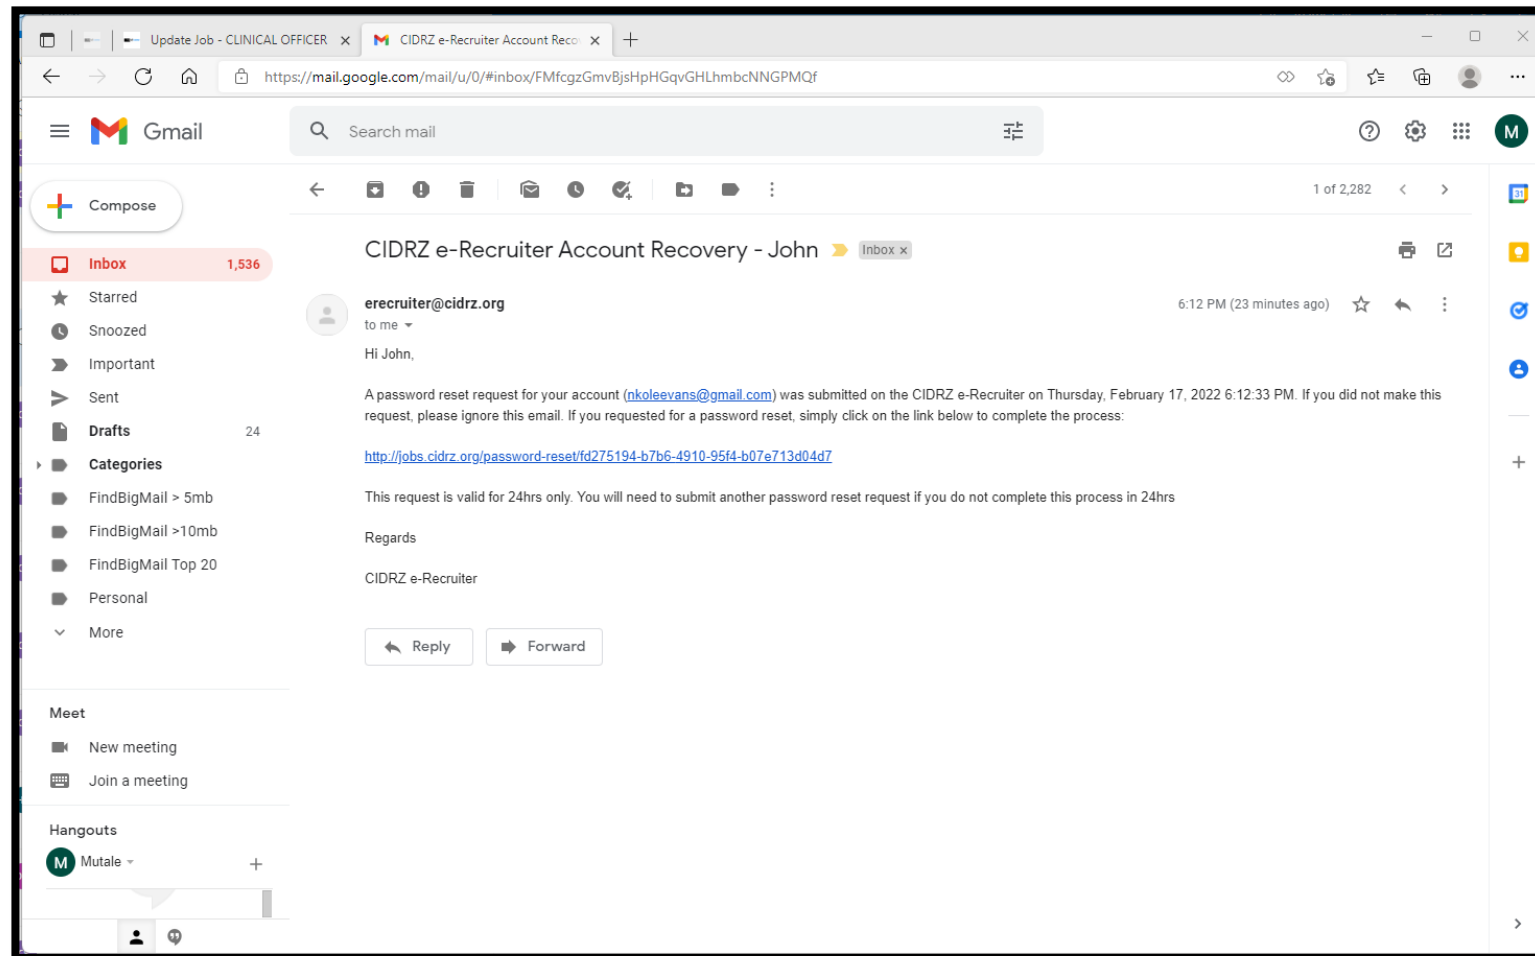 Update Job - CLINICAL OFFICER
CIDRZ e-Recruiter Account Reco
https://mail.google.com/mail/u/0/#inbox/FMfcgzGmvBjsHpHGqvGHLhmbcNNGPMQf
Gmail
Search mail
M
Compose
1 of 2,282
31
CIDRZ e-Recruiter Account Recovery - John
Inbox x
Inbox 1,536
Starred
Snoozed
Important
Sent
Drafts 24
Categories
FindBigMail > 5mb
FindBigMail >10mb
FindBigMail Top 20
Personal
More
erecruiter@cidrz.org
6:12 PM (23 minutes ago)
to me
Hi John,
A password reset request for your account (nkoleevans@gmail.com) was submitted on the CIDRZ e-Recruiter on Thursday, February 17, 2022 6:12:33 PM. If you did not make this
request, please ignore this email. If you requested for a password reset, simply click on the link below to complete the process:
http://jobs.cidrz.org/password-reset/fd275194-b7b6-4910-95f4-b07e713d04d7
This request is valid for 24hrs only. You will need to submit another password reset request if you do not complete this process in 24hrs
Regards
CIDRZ e-Recruiter
Reply
Forward
Meet
New meeting
Join a meeting
Hangouts
M Mutale